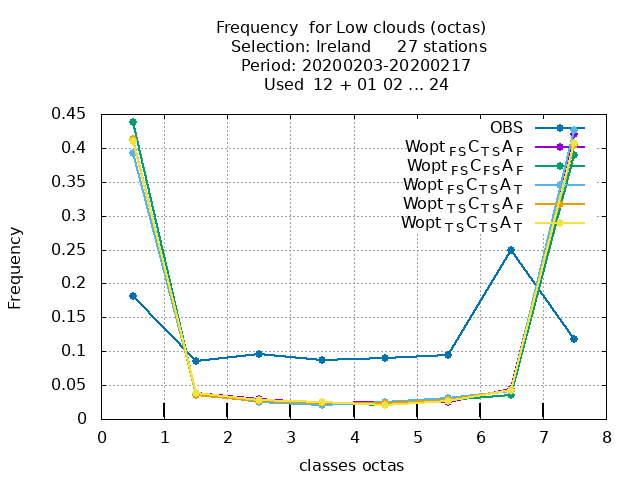 Frequency  for Low clouds (octas)
Selection: Ireland     27 stations
Period: 20200203-20200217
Used  12 + 01 02 ... 24
0.45
0.4
0.35
0.3
0.25
0.2
0.15
0.1
0.05
0
Frequency
OBS
Wopt FS C TS A F
Wopt FS C FS A F
Wopt FS C TS A T
Wopt TS C TS A F
Wopt TS C TS A T
0 1 2 3 4 5 6 7 8
classes octas